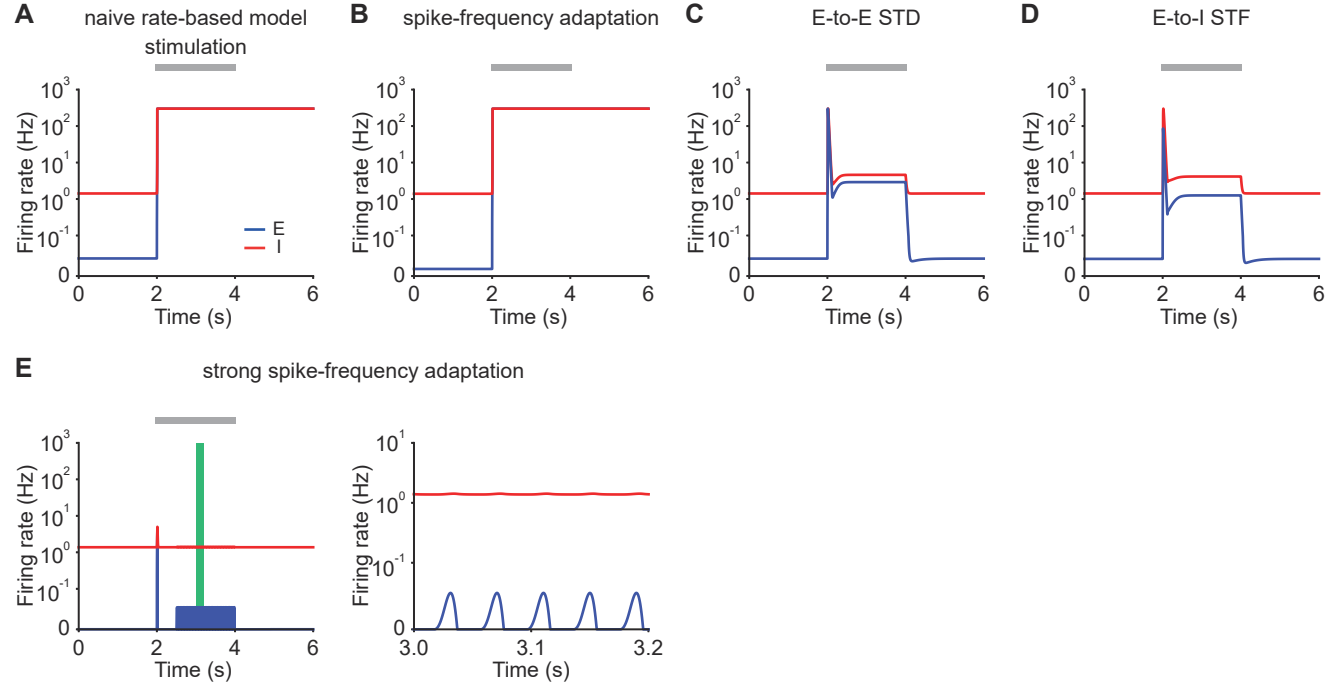 A
naive rate-based model
stimulation
Firing rate (Hz)
10³
10²
10¹
10⁰
10⁻¹
0
E
I
0 2 4 6
Time (s)
B
spike-frequency adaptation
Firing rate (Hz)
10³
10²
10¹
10⁰
10⁻¹
0
0 2 4 6
Time (s)
C
E-to-E STD
Firing rate (Hz)
10³
10²
10¹
10⁰
10⁻¹
0
0 2 4 6
Time (s)
D
E-to-I STF
Firing rate (Hz)
10³
10²
10¹
10⁰
10⁻¹
0
0 2 4 6
Time (s)
E
strong spike-frequency adaptation
Firing rate (Hz)
10³
10²
10¹
10⁰
10⁻¹
0
0 2 4 6
Time (s)
Firing rate (Hz)
10¹
10⁰
10⁻¹
0
3.0 3.1 3.2
Time (s)